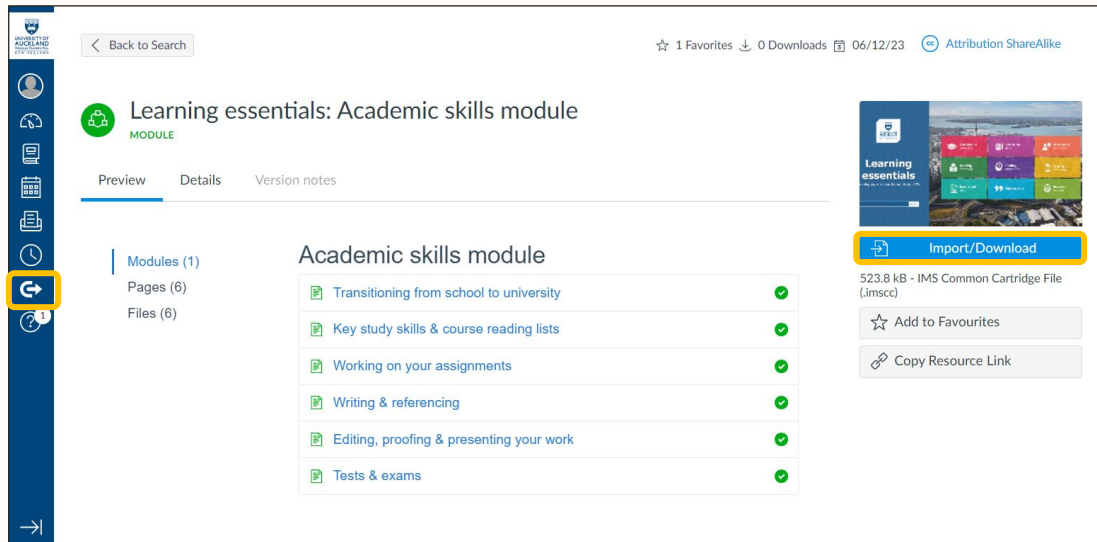 UNIVERSITY OF
AUCKLAND
NEW ZEALAND
Back to Search
1 Favorites 0 Downloads 06/12/23 cc Attribution ShareAlike
Learning essentials: Academic skills module
MODULE
Preview Details Version notes
Learning
essentials
Import/Download
523.8 kB - IMS Common Cartridge File
(.imscc)
Add to Favourites
Copy Resource Link
Modules (1)
Pages (6)
Files (6)
Academic skills module
Transitioning from school to university
Key study skills & course reading lists
Working on your assignments
Writing & referencing
Editing, proofing & presenting your work
Tests & exams
1